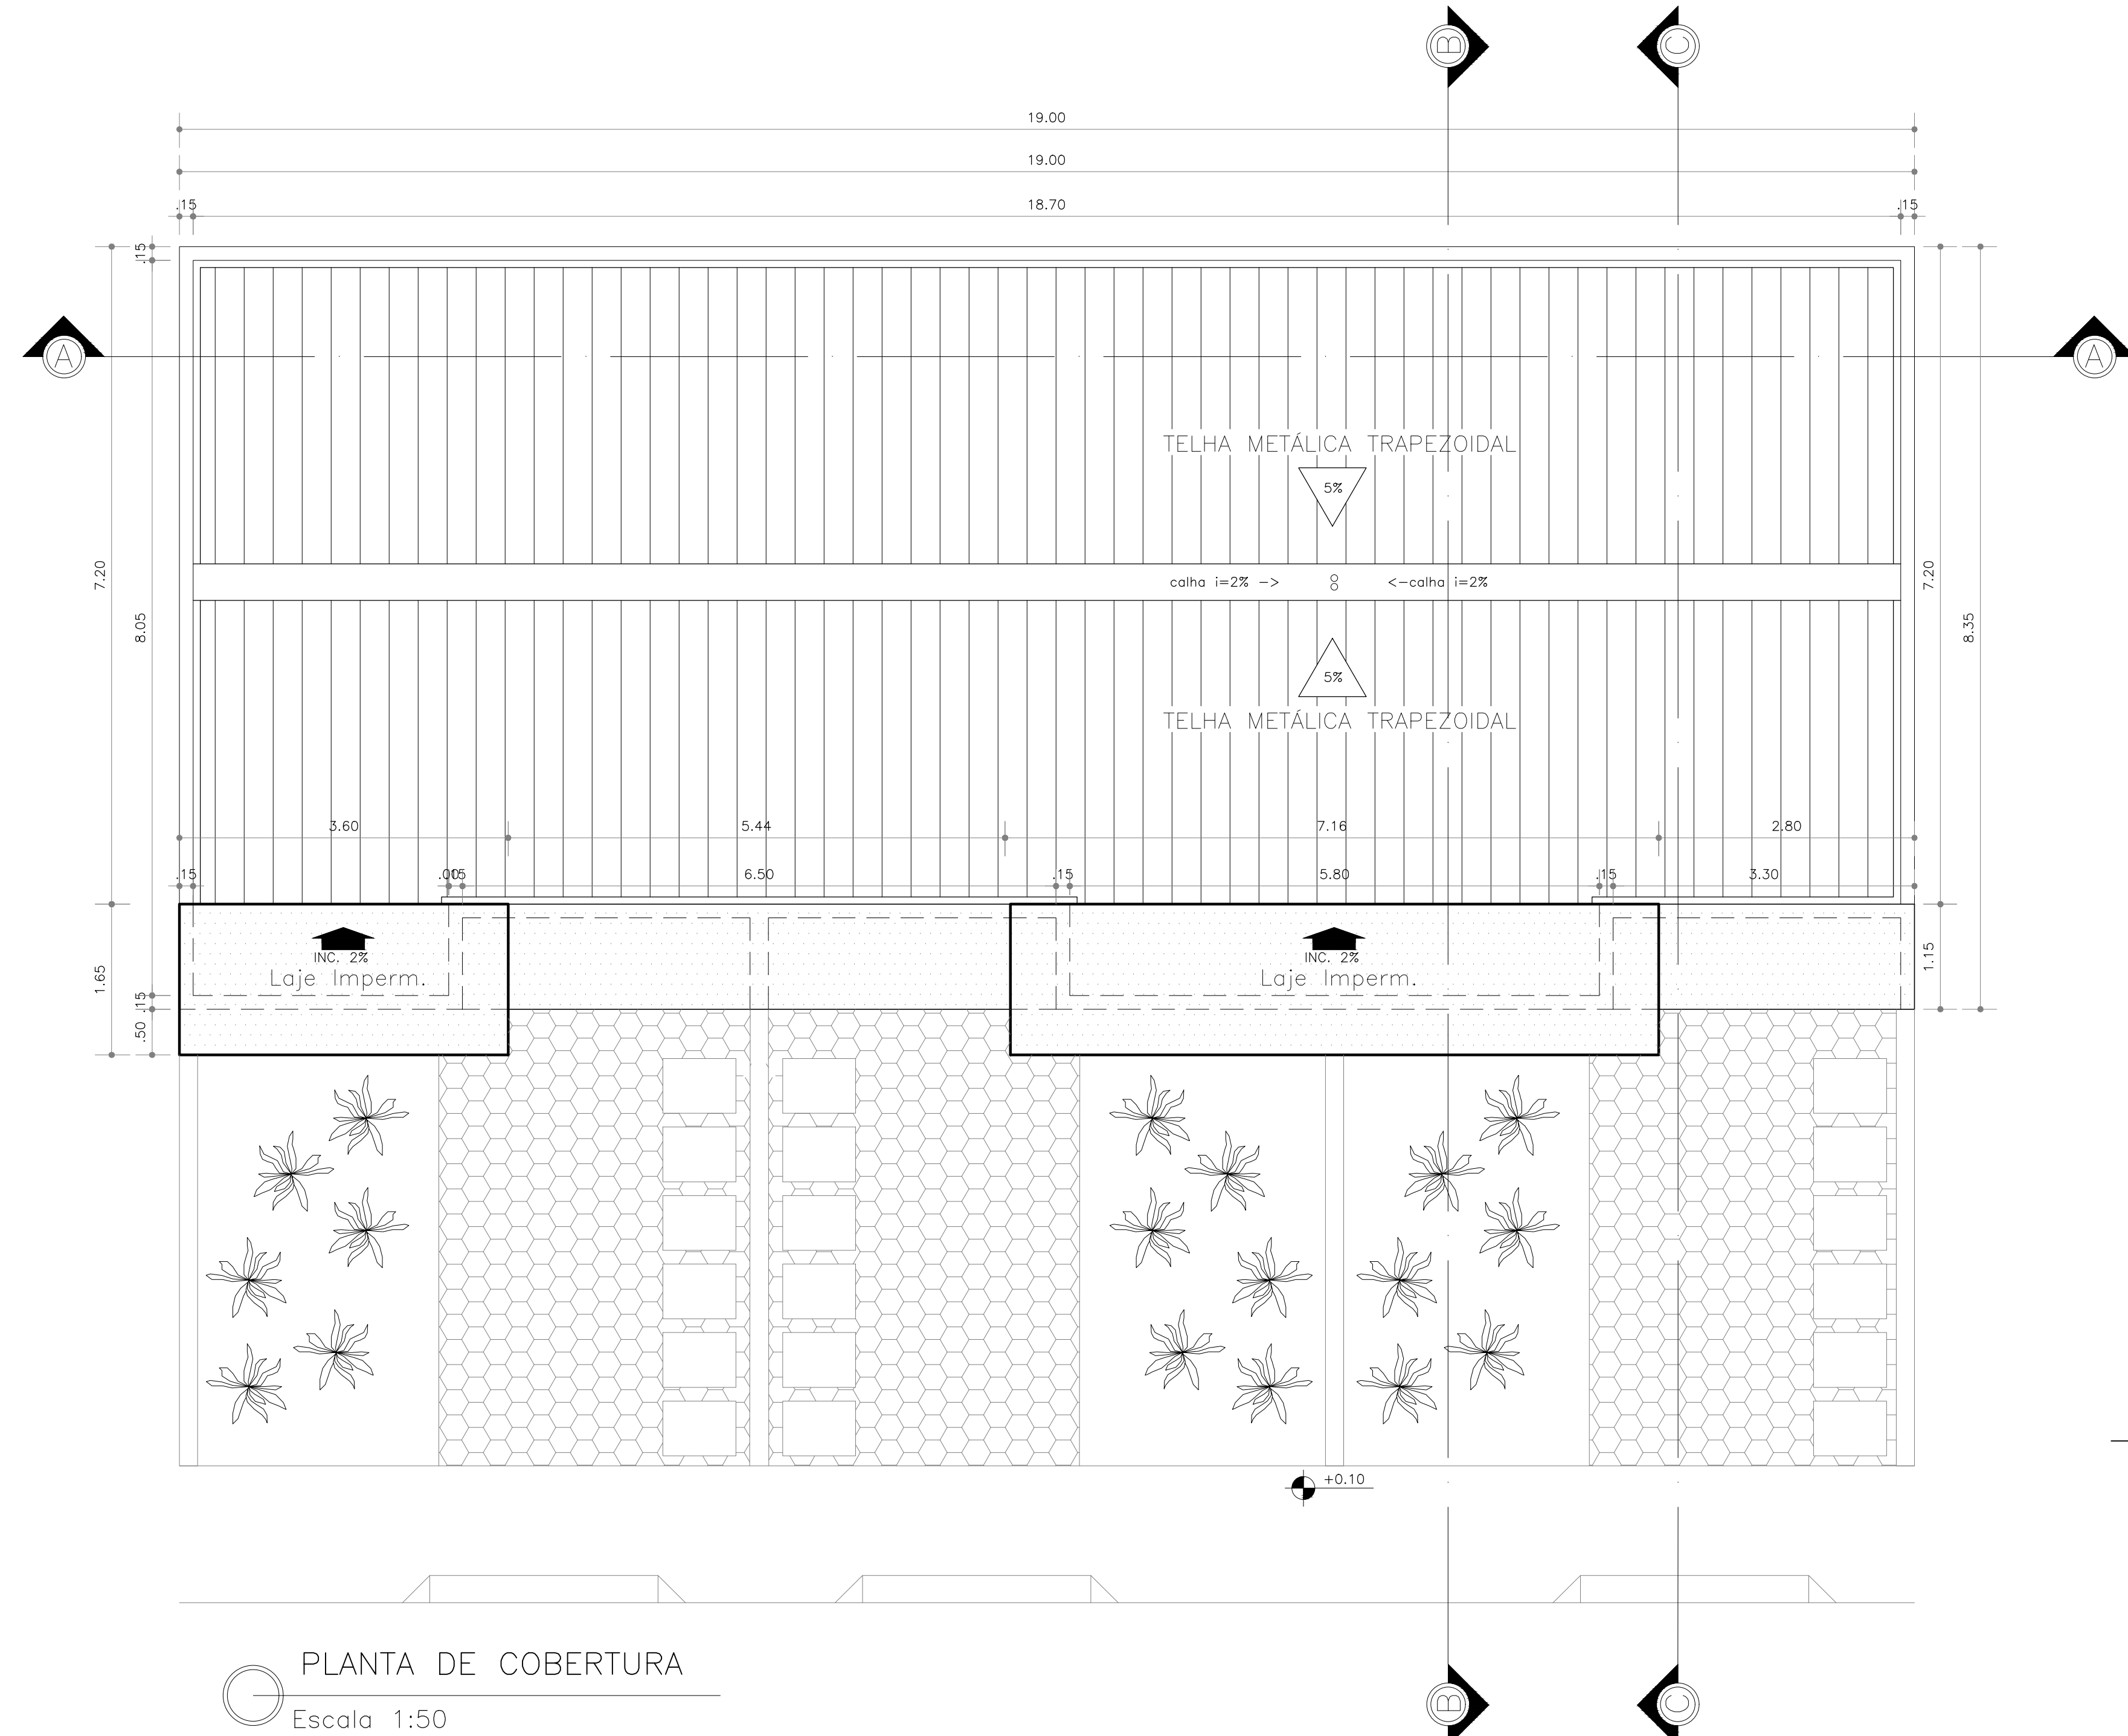 B
C
19.00
19.00
.15
18.70
.15
.15
A
A
TELHA METÁLICA TRAPEZOIDAL
5%
7.20
calha i=2% ->
<-calha i=2%
7.20
8.05
8.35
5%
TELHA METÁLICA TRAPEZOIDAL
3.60
5.44
7.16
2.80
.15
.00
.15
6.50
.15
5.80
.15
3.30
INC. 2%
Laje Imperm.
INC. 2%
Laje Imperm.
1.65
.15
.50
1.15
+0.10
PLANTA DE COBERTURA
Escala 1:50
B
C